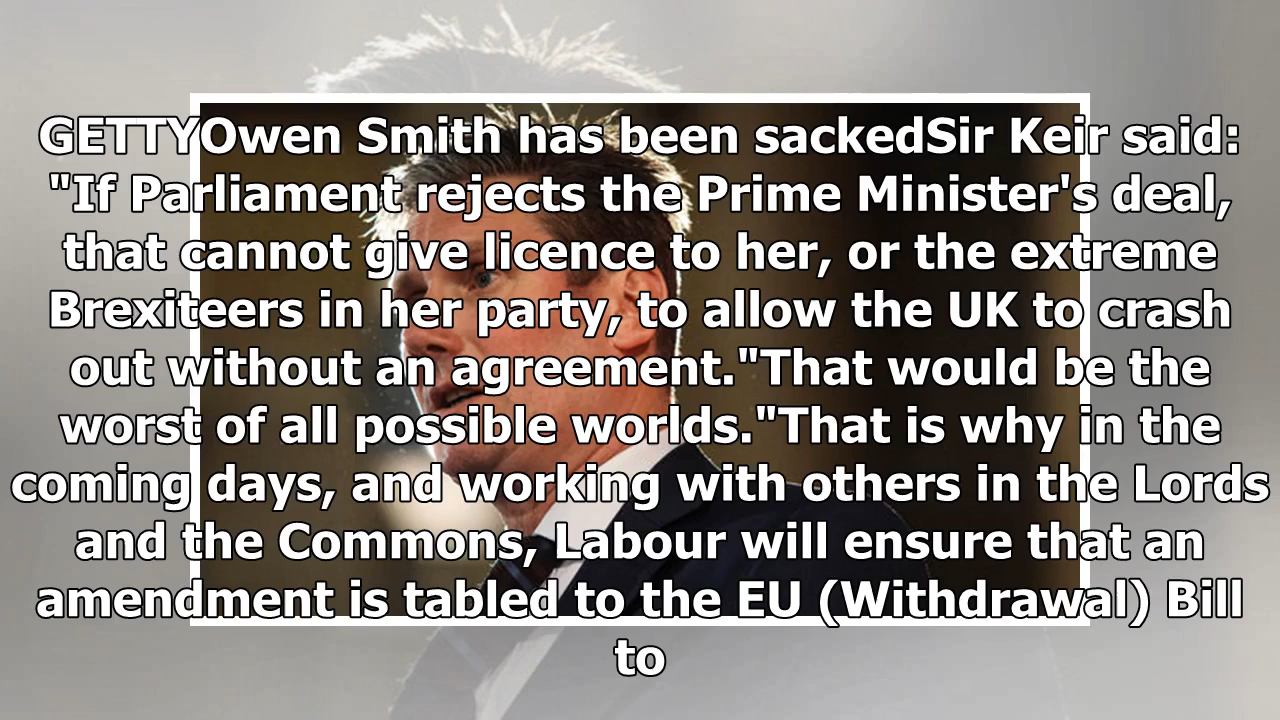 GETTYOwen Smith has been sackedSir Keir said:
"If Parliament rejects the Prime Minister's deal,
that cannot give licence to her, or the extreme
Brexiteers in her party, to allow the UK to crash
out without an agreement."That would be the
worst of all possible worlds."That is why in the
coming days, and working with others in the Lords
and the Commons, Labour will ensure that an
amendment is tabled to the EU (Withdrawal) Bill
to